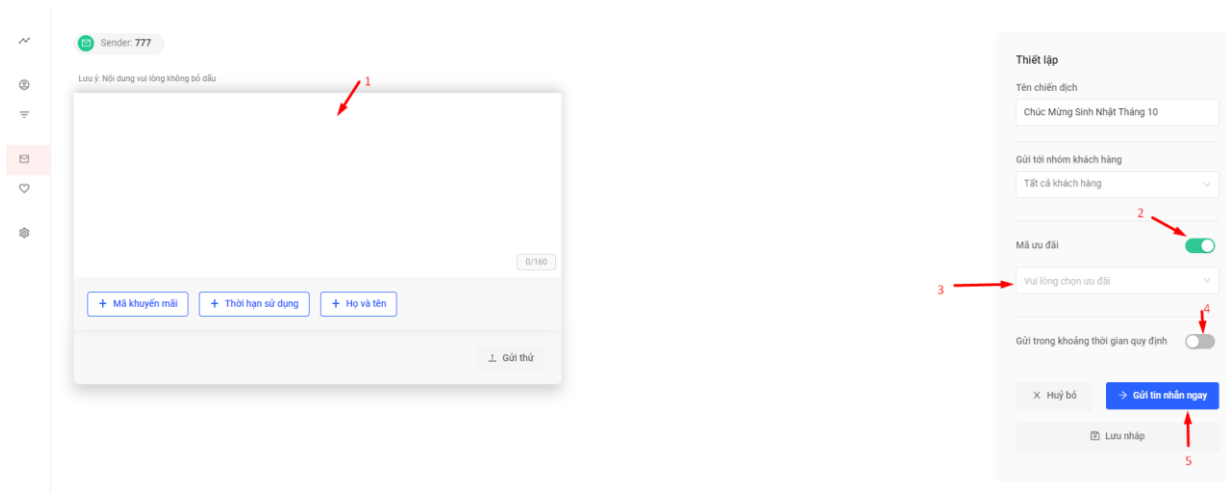 Sender: 777
Lưu ý: Nội dung vui lòng không bỏ dấu
1
0/160
+ Mã khuyến mãi
+ Thời hạn sử dụng
+ Họ và tên
Gửi thử
Thiết lập
Tên chiến dịch
Chúc Mừng Sinh Nhật Tháng 10
Gửi tới nhóm khách hàng
Tất cả khách hàng
2
Mã ưu đãi
3
Vui lòng chọn ưu đãi
4
Gửi trong khoảng thời gian quy định
Huỷ bỏ
Gửi tin nhắn ngay
Lưu nháp
5